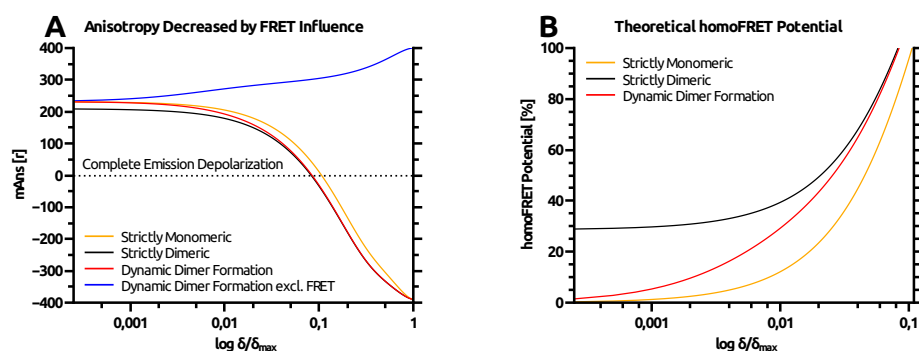 A
Anisotropy Decreased by FRET Influence
mAns [r]
400
300
200
100
0
−100
−200
−300
−400
Complete Emission Depolarization
Strictly Monomeric
Strictly Dimeric
Dynamic Dimer Formation
Dynamic Dimer Formation excl. FRET
0,001
0,01
0,1
1
log δ/δmax
B
Theoretical homoFRET Potential
homoFRET Potential [%]
100
80
60
40
20
0
Strictly Monomeric
Strictly Dimeric
Dynamic Dimer Formation
0,001
0,01
0,1
log δ/δmax